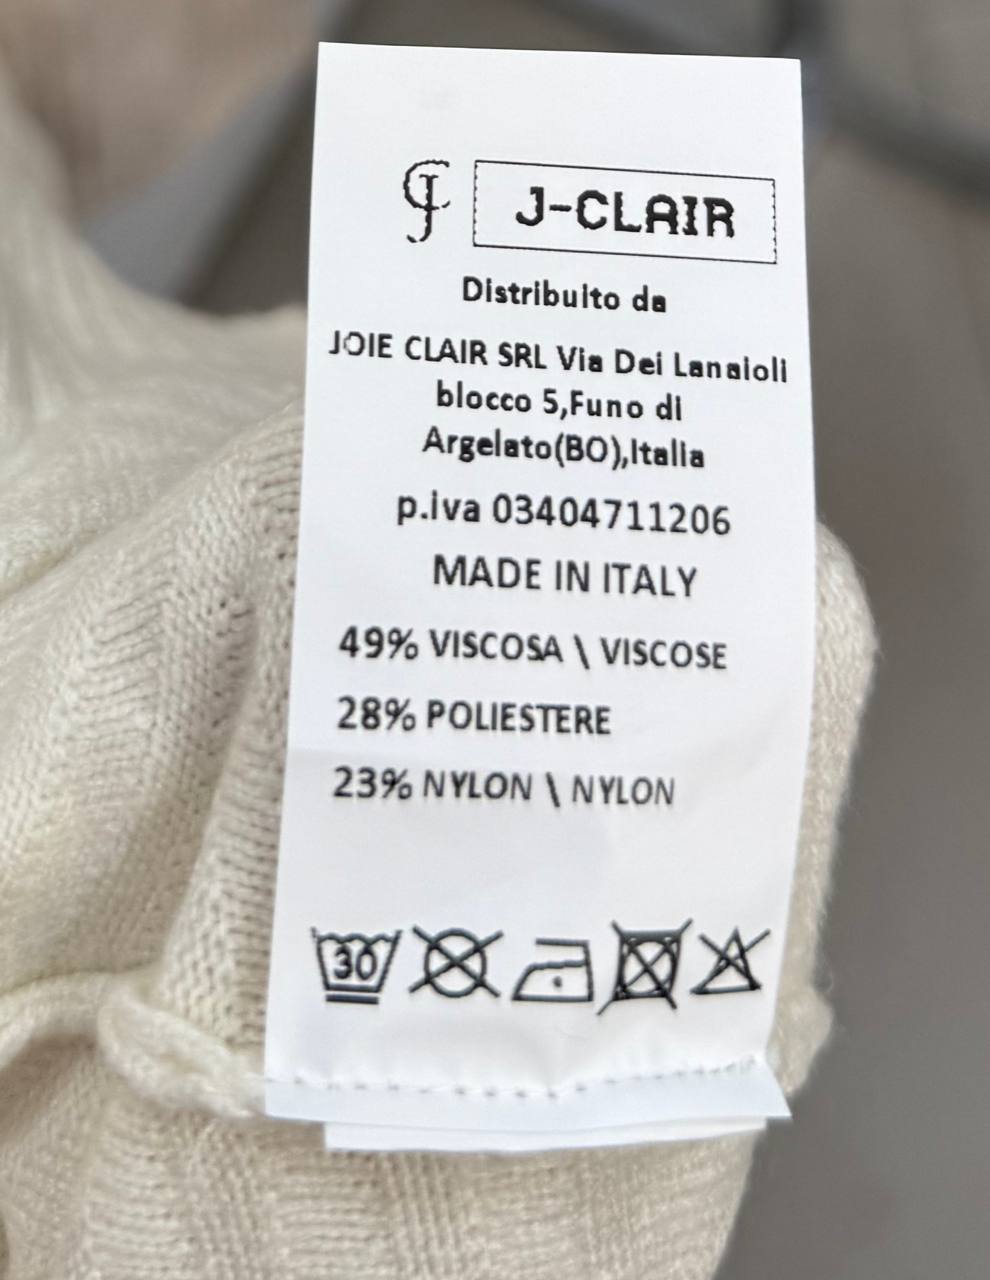 J-CLAIR
Distribuito da
JOIE CLAIR SRL Via Dei Lanaioli
blocco 5,Funo di
Argelato(BO),Italia
p.iva 03404711206
MADE IN ITALY
49% VISCOSA \ VISCOSE
28% POLIESTERE
23% NYLON \ NYLON
30